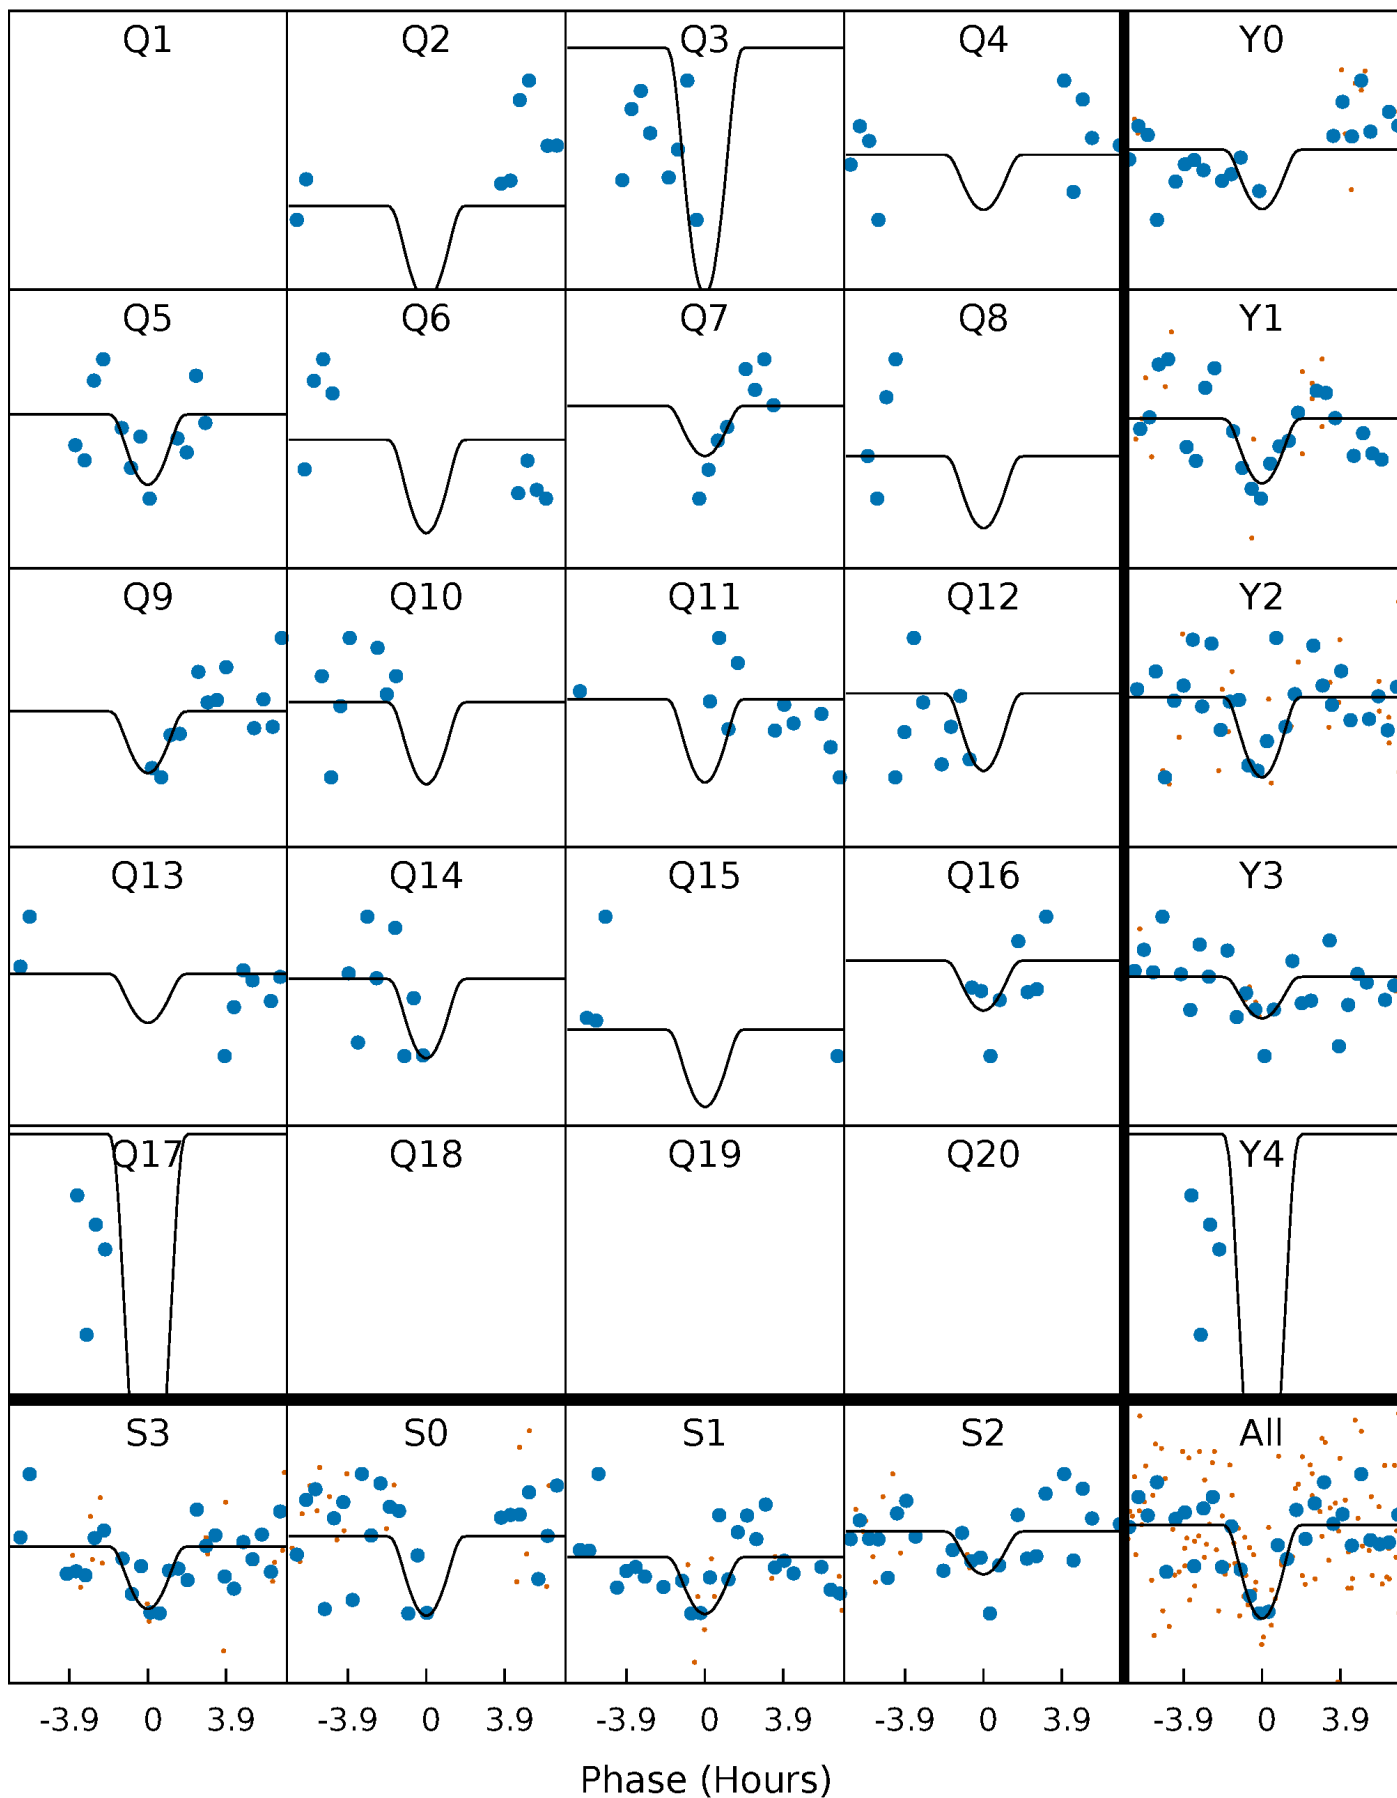 Q1 Q2 Q3 Q4 Y0
Q5 Q6 Q7 Q8 Y1
Q9 Q10 Q11 Q12 Y2
Q13 Q14 Q15 Q16 Y3
Q17 Q18 Q19 Q20 Y4
S3 S0 S1 S2 All
-3.9 0 3.9 -3.9 0 3.9 -3.9 0 3.9 -3.9 0 3.9 -3.9 0 3.9
Phase (Hours)